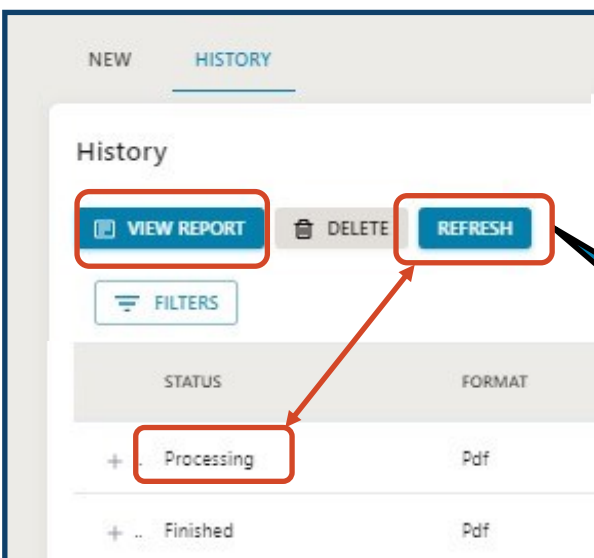 NEW HISTORY
History
VIEW REPORT DELETE REFRESH
FILTERS
STATUS FORMAT
+ .. Processing Pdf
+ .. Finished Pdf